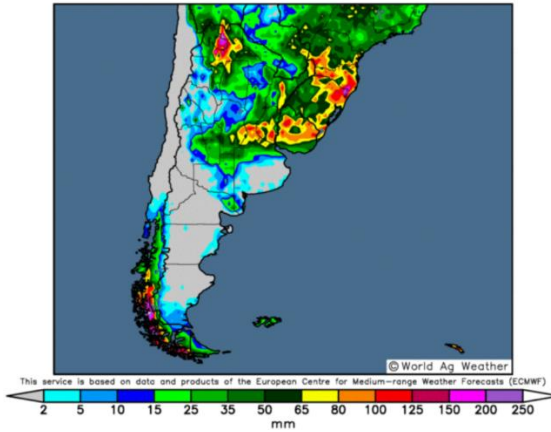 © World Ag Weather
This service is based on data and products of the European Centre for Medium-range Weather Forecasts (ECMWF)
2 5 10 15 25 35 50 65 80 100 125 150 200 250
mm